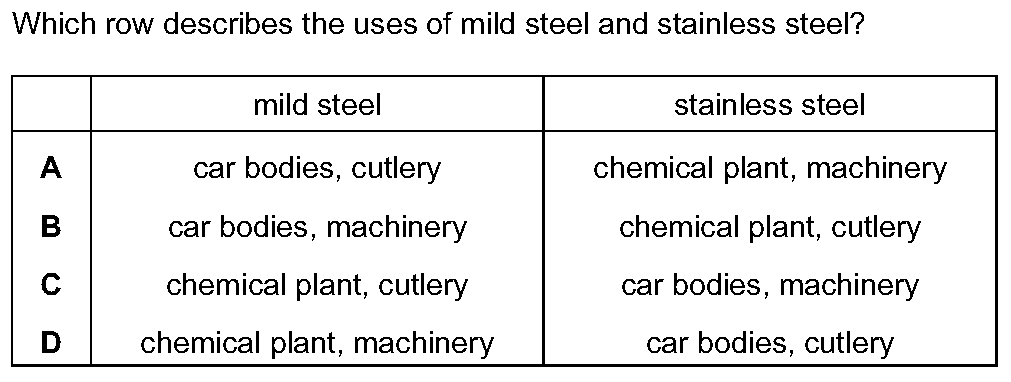 Which row describes the uses of mild steel and stainless steel?
mild steel stainless steel
A car bodies, cutlery chemical plant, machinery
B car bodies, machinery chemical plant, cutlery
C chemical plant, cutlery car bodies, machinery
D chemical plant, machinery car bodies, cutlery